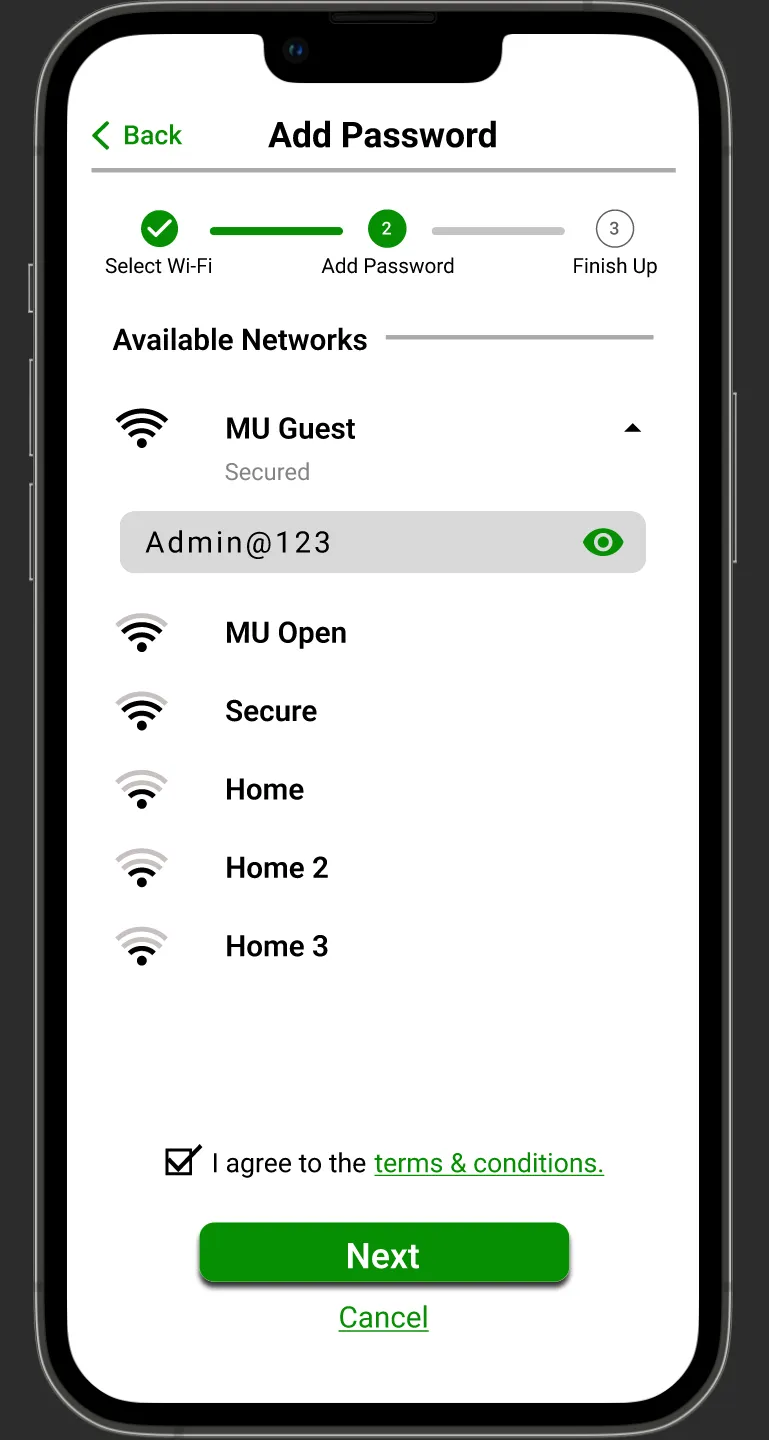 Back
Add Password
2
3
Select Wi-Fi
Add Password
Finish Up
Available Networks
MU Guest
Secured
Admin@123
MU Open
Secure
Home
Home 2
Home 3
I agree to the terms & conditions.
Next
Cancel